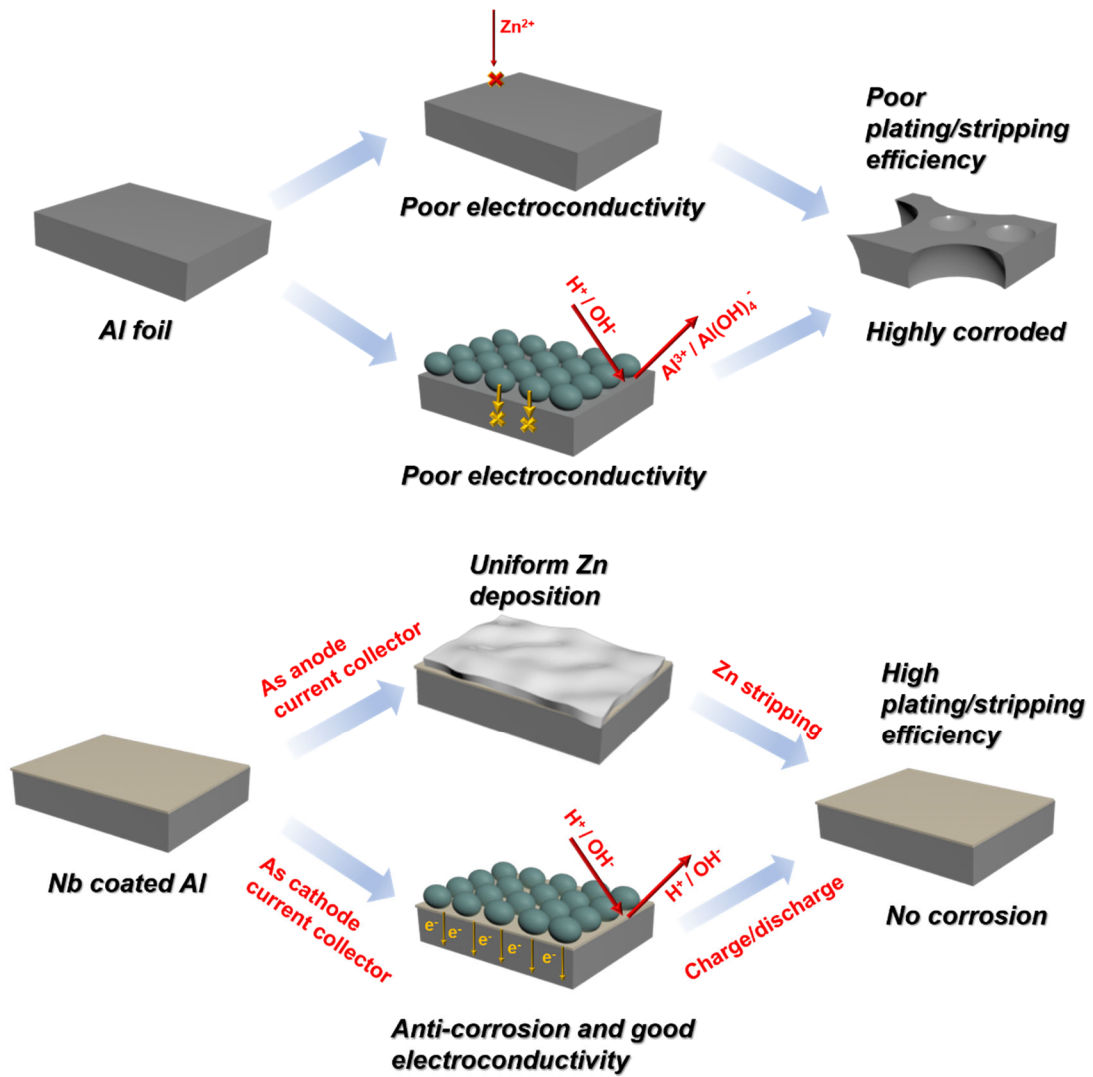 Zn²⁺
Poor electroconductivity
Poor
plating/stripping
efficiency
Al foil
H⁺ / OH⁻
Al³⁺ / Al(OH)₄⁻
Highly corroded
Poor electroconductivity
Uniform Zn
deposition
As anode
current collector
Zn stripping
High
plating/stripping
efficiency
Nb coated Al
As cathode
current collector
H⁺ / OH⁻
H⁺ / OH⁻
e⁻ e⁻ e⁻ e⁻ e⁻ e⁻
Charge/discharge
No corrosion
Anti-corrosion and good
electroconductivity